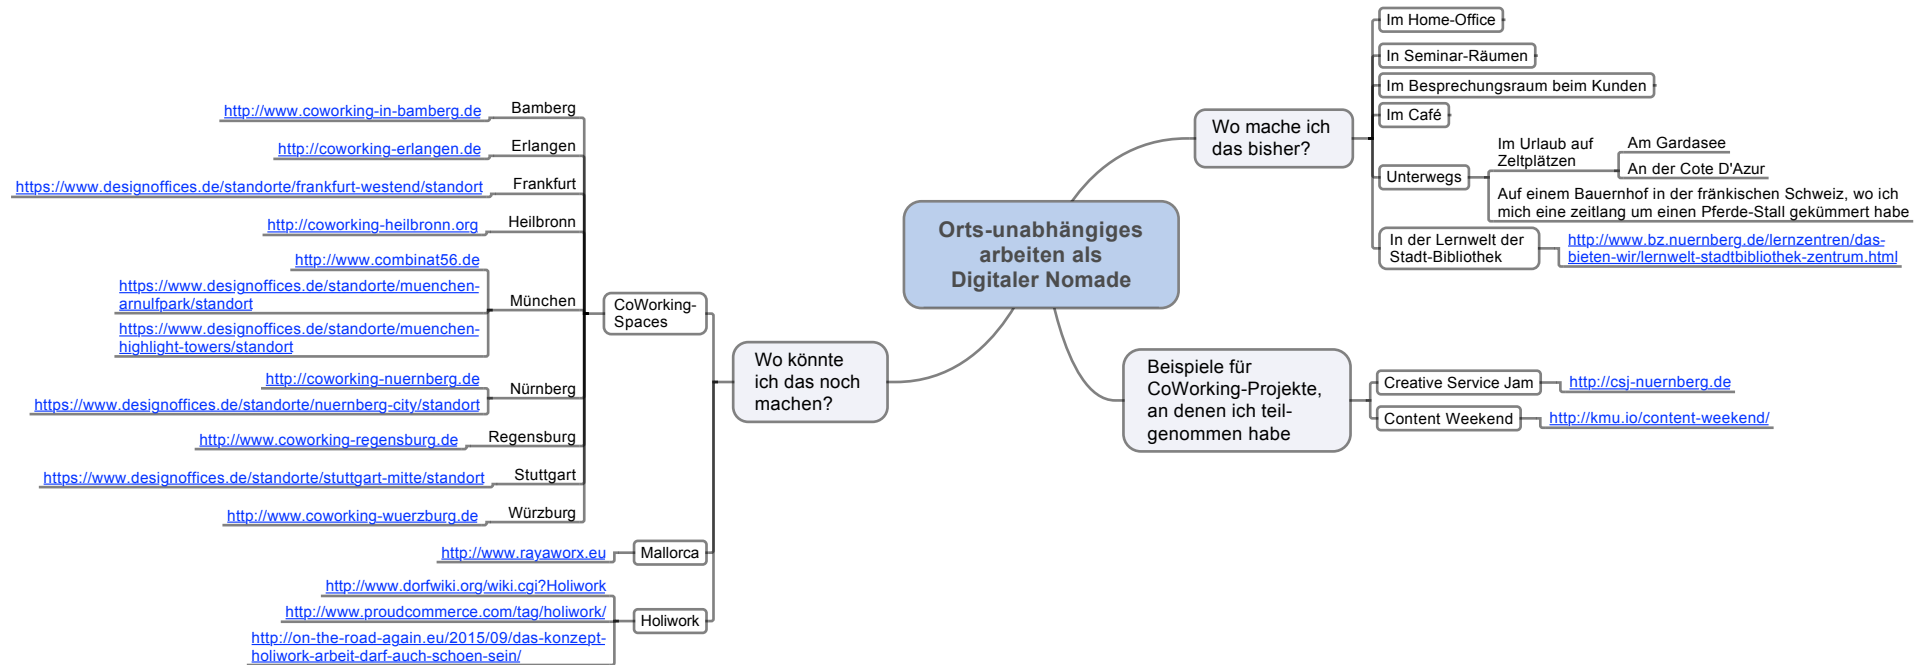 Orts-unabhängiges
arbeiten als
Digitaler Nomade
Wo mache ich
das bisher?
Im Home-Office
In Seminar-Räumen
Im Besprechungsraum beim Kunden
Im Café
Unterwegs
Im Urlaub auf
Zeltplätzen
Am Gardasee
An der Cote D'Azur
Auf einem Bauernhof in der fränkischen Schweiz, wo ich
mich eine zeitlang um einen Pferde-Stall gekümmert habe
In der Lernwelt der
Stadt-Bibliothek
http://www.bz.nuernberg.de/lernzentren/das-
bieten-wir/lernwelt-stadtbibliothek-zentrum.html
Beispiele für
CoWorking-Projekte,
an denen ich teil-
genommen habe
Creative Service Jam
http://csj-nuernberg.de
Content Weekend
http://kmu.io/content-weekend/
Wo könnte
ich das noch
machen?
CoWorking-
Spaces
Bamberg
http://www.coworking-in-bamberg.de
Erlangen
http://coworking-erlangen.de
Frankfurt
https://www.designoffices.de/standorte/frankfurt-westend/standort
Heilbronn
http://coworking-heilbronn.org
München
http://www.combinat56.de
https://www.designoffices.de/standorte/muenchen-
arnulfpark/standort
https://www.designoffices.de/standorte/muenchen-
highlight-towers/standort
Nürnberg
http://coworking-nuernberg.de
https://www.designoffices.de/standorte/nuernberg-city/standort
Regensburg
http://www.coworking-regensburg.de
Stuttgart
https://www.designoffices.de/standorte/stuttgart-mitte/standort
Würzburg
http://www.coworking-wuerzburg.de
Mallorca
http://www.rayaworx.eu
Holiwork
http://www.dorfwiki.org/wiki.cgi?Holiwork
http://www.proudcommerce.com/tag/holiwork/
http://on-the-road-again.eu/2015/09/das-konzept-
holiwork-arbeit-darf-auch-schoen-sein/